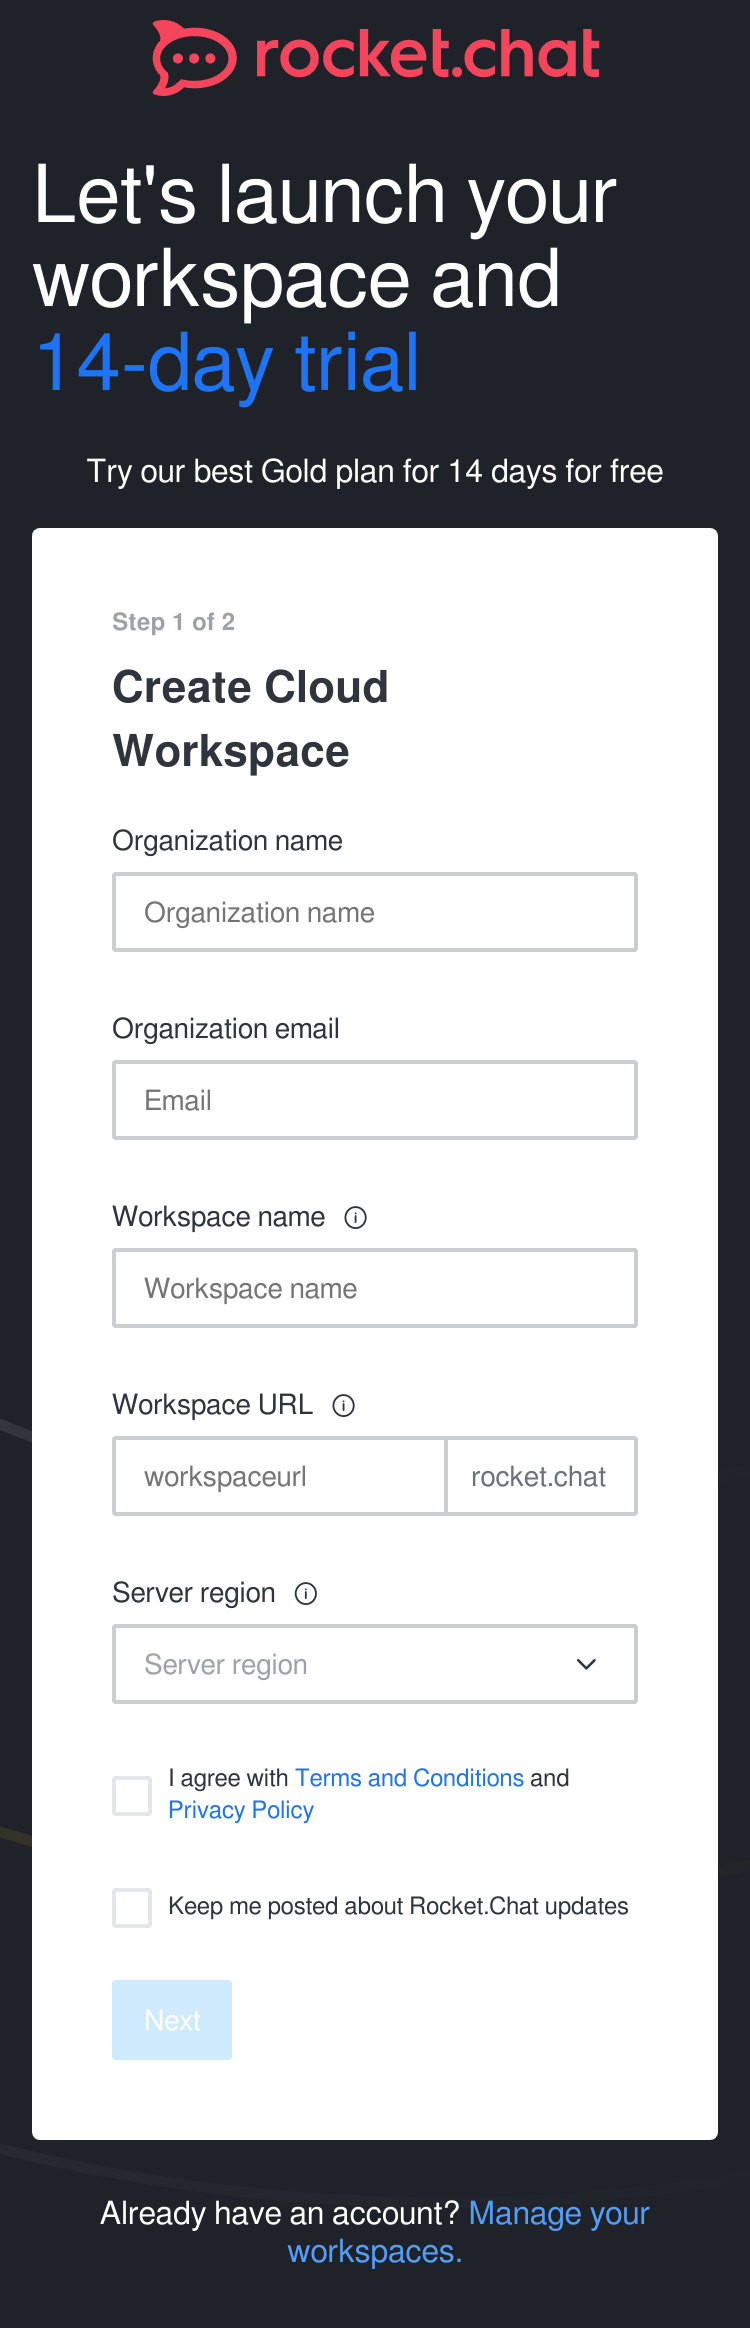 rocket.chat
Let's launch your
workspace and
14-day trial
Try our best Gold plan for 14 days for free
Step 1 of 2
Create Cloud
Workspace
Organization name
Organization name
Organization email
Email
Workspace name
Workspace name
Workspace URL
workspaceurl rocket.chat
Server region
Server region
I agree with Terms and Conditions and
Privacy Policy
Keep me posted about Rocket.Chat updates
Next
Already have an account? Manage your
workspaces.